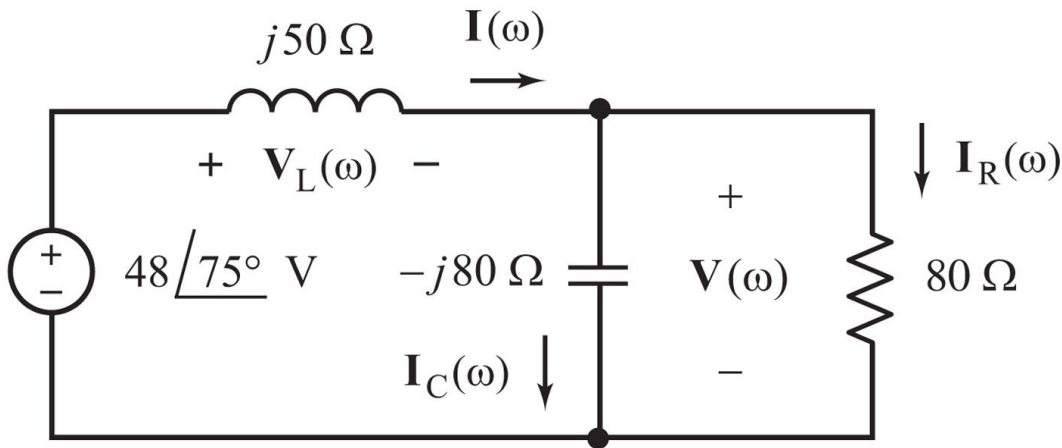 j50 Ω
I(ω)
+ V_L(ω) −
I_R(ω)
+
−
48/75° V
−j80 Ω
+
V(ω)
−
80 Ω
I_C(ω)